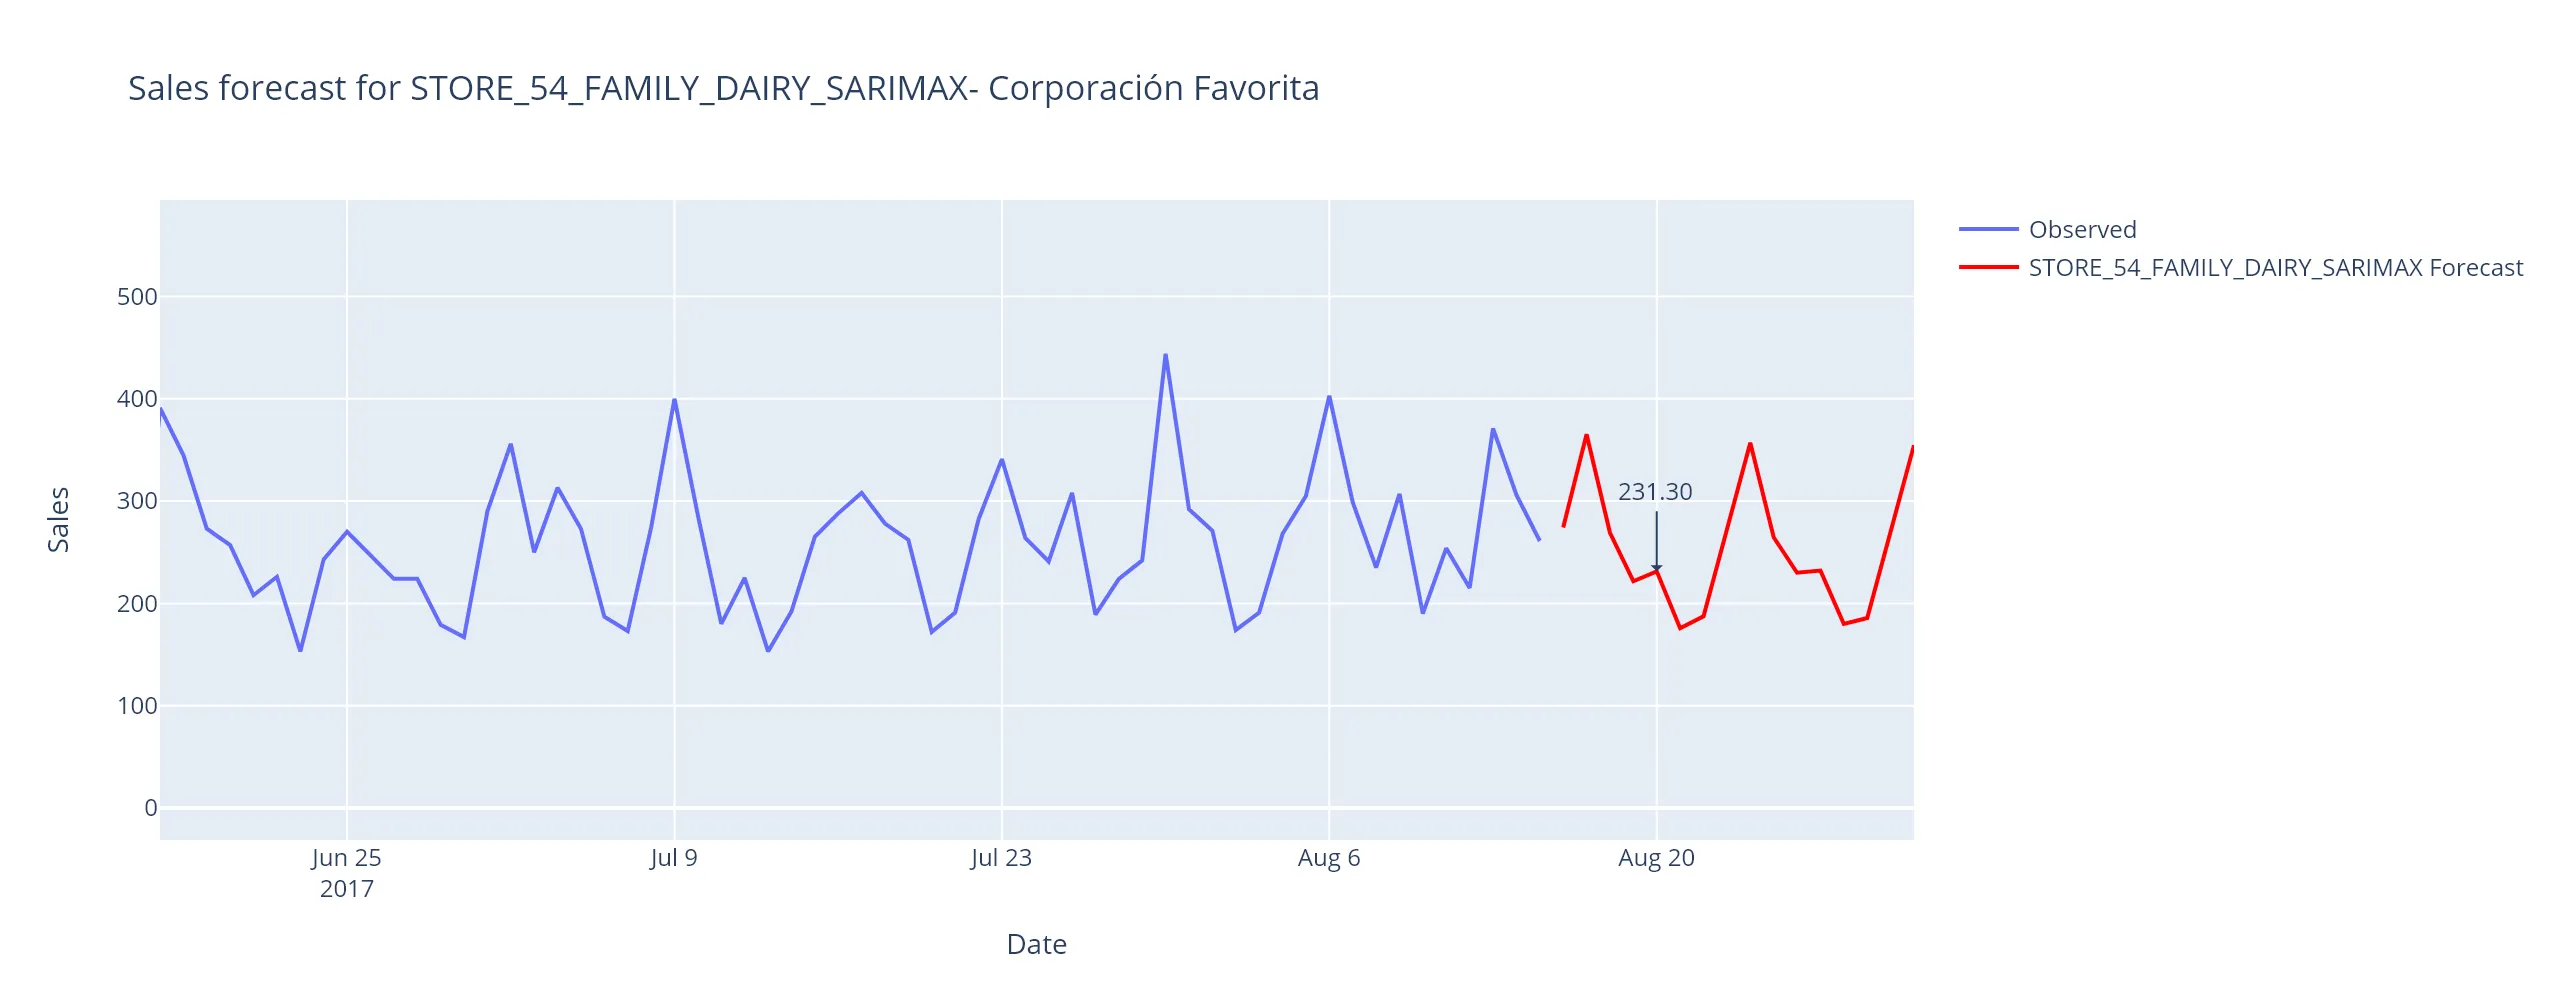 Sales forecast for STORE_54_FAMILY_DAIRY_SARIMAX- Corporación Favorita
Observed
STORE_54_FAMILY_DAIRY_SARIMAX Forecast
500
400
300
200
100
0
Sales
231.30
Jun 25
2017
Jul 9
Jul 23
Aug 6
Aug 20
Date